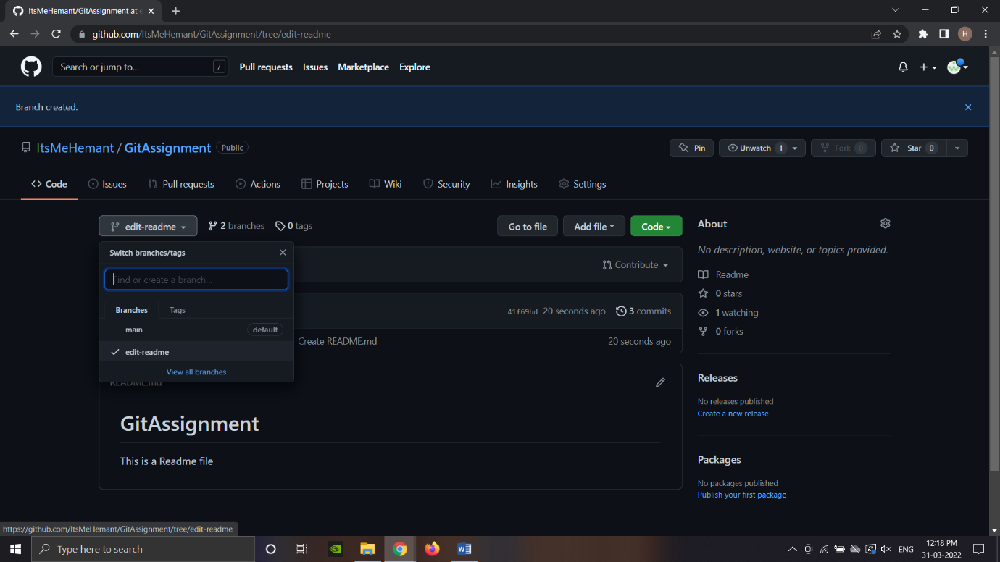 ItsMeHemant/GitAssignment at e
github.com/ItsMeHemant/GitAssignment/tree/edit-readme
H
Search or jump to... /
Pull requests Issues Marketplace Explore
Branch created.
ItsMeHemant / GitAssignment Public
Pin Unwatch 1 Fork 0 Star 0
Code Issues Pull requests Actions Projects Wiki Security Insights Settings
edit-readme 2 branches 0 tags Go to file Add file Code
Switch branches/tags
Find or create a branch...
Branches Tags
main default
edit-readme
View all branches
Contribute
41f69bd 20 seconds ago 3 commits
Create README.md 20 seconds ago
README.md
GitAssignment
This is a Readme file
About
No description, website, or topics provided.
Readme
0 stars
1 watching
0 forks
Releases
No releases published
Create a new release
Packages
No packages published
Publish your first package
https://github.com/ItsMeHemant/GitAssignment/tree/edit-readme
Type here to search
ENG
12:18 PM
31-03-2022